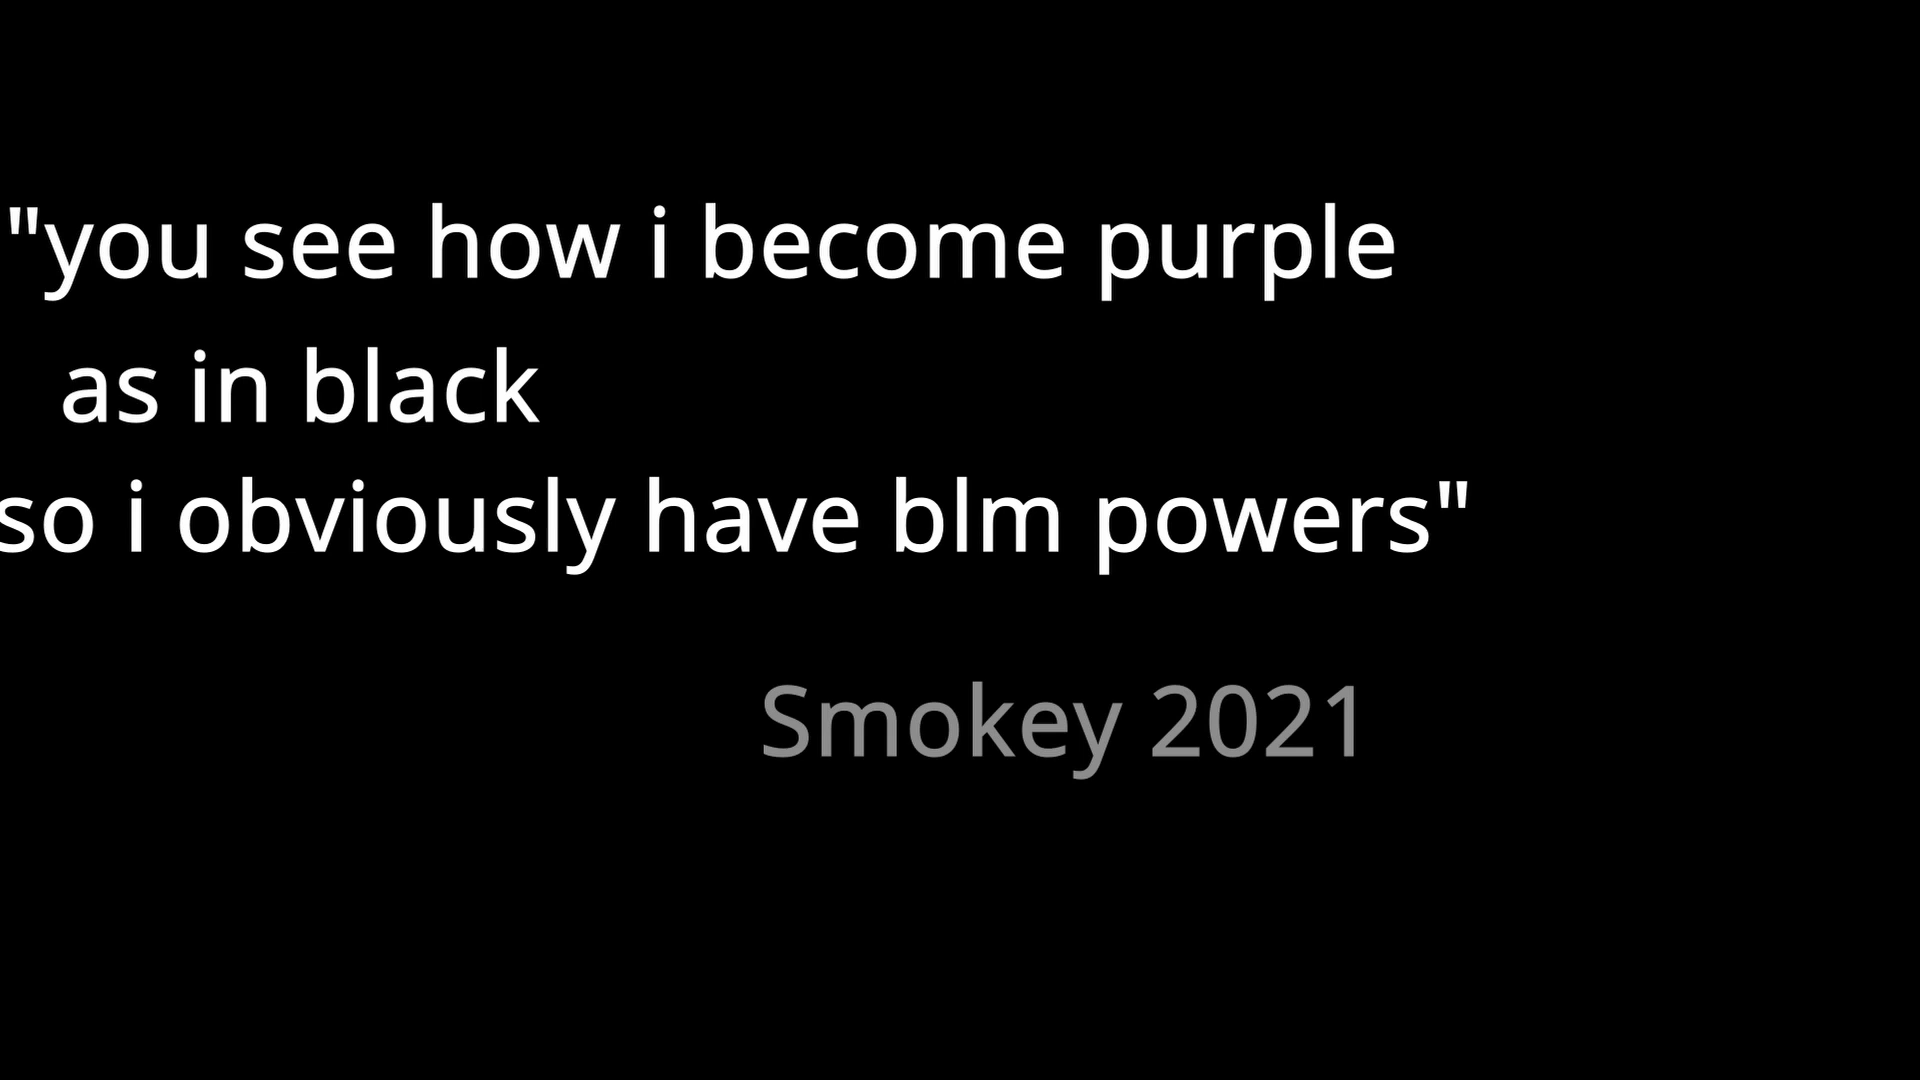 "you see how i become purple
as in black
so i obviously have blm powers"
Smokey 2021